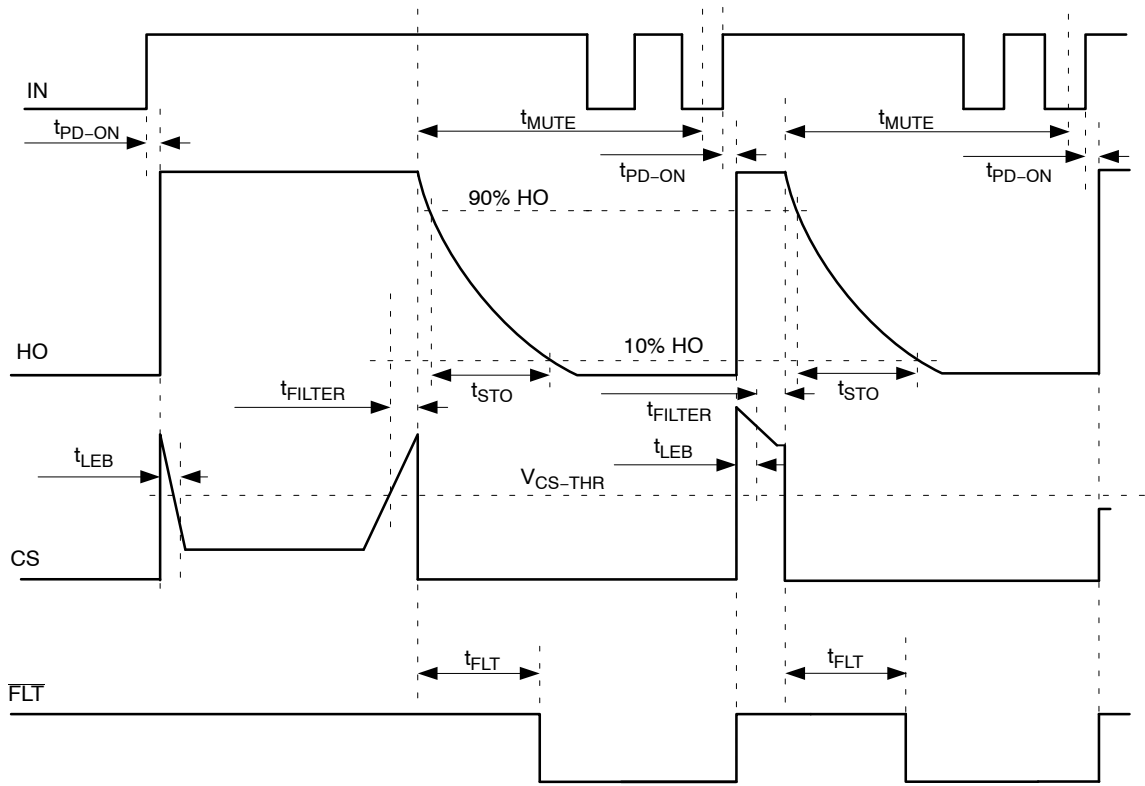 IN
tPD–ON
tMUTE
tMUTE
tPD–ON
tPD–ON
90% HO
HO
10% HO
tFILTER
tSTO
tFILTER
tSTO
tLEB
tLEB
VCS–THR
CS
tFLT
tFLT
FLT